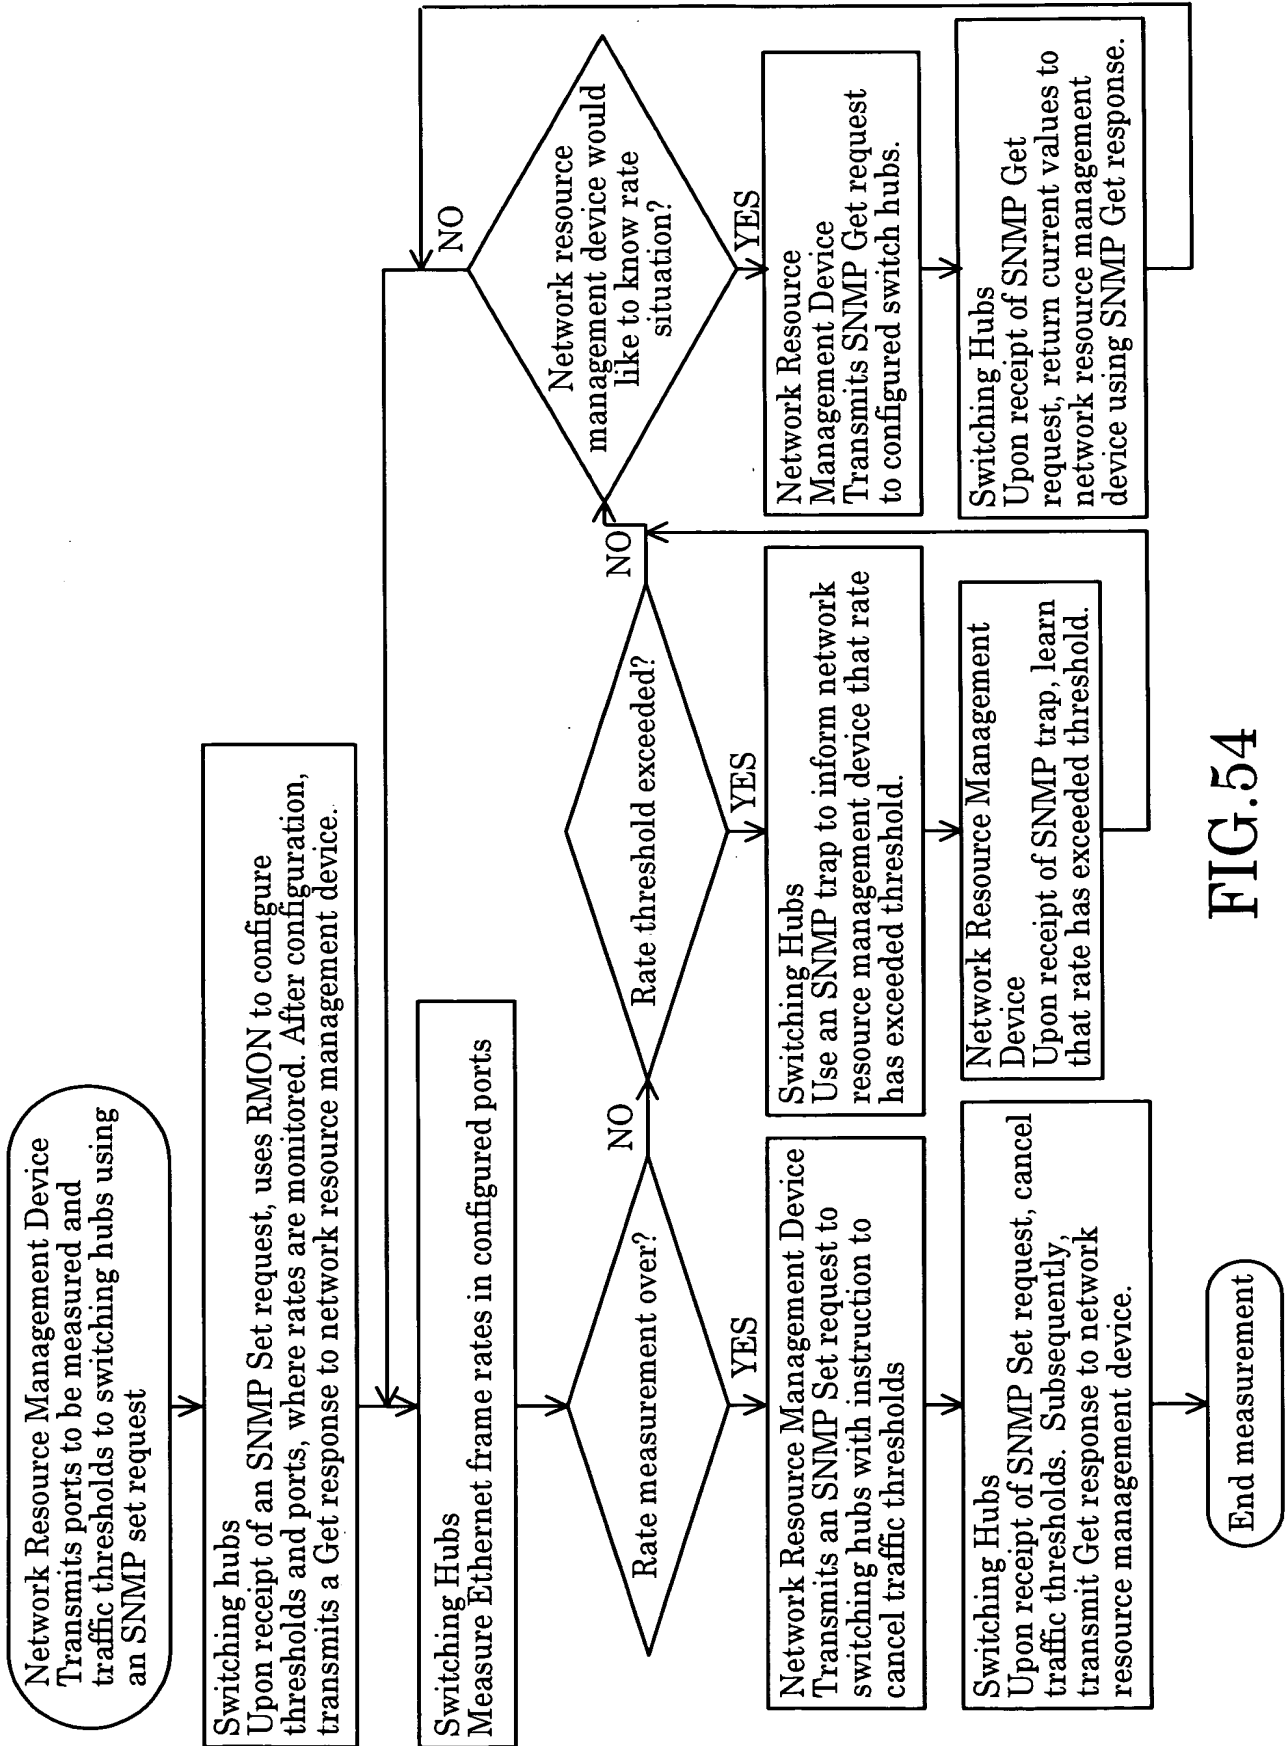 Network Resource Management Device
Transmits ports to be measured and
traffic thresholds to switching hubs using
an SNMP set request
Switching hubs
Upon receipt of an SNMP Set request, uses RMON to configure
thresholds and ports, where rates are monitored. After configuration,
transmits a Get response to network resource management device.
Switching Hubs
Measure Ethernet frame rates in configured ports
Rate measurement over?
NO
YES
Network Resource Management Device
Transmits an SNMP Set request to
switching hubs with instruction to
cancel traffic thresholds
Switching Hubs
Upon receipt of SNMP Set request, cancel
traffic thresholds. Subsequently,
transmit Get response to network
resource management device.
End measurement
Rate threshold exceeded?
NO
YES
Switching Hubs
Use an SNMP trap to inform network
resource management device that rate
has exceeded threshold.
Network Resource Management
Device
Upon receipt of SNMP trap, learn
that rate has exceeded threshold.
Network resource
management device would
like to know rate
situation?
NO
YES
Network Resource
Management Device
Transmits SNMP Get request
to configured switch hubs.
Switching Hubs
Upon receipt of SNMP Get
request, return current values to
network resource management
device using SNMP Get response.
FIG.54